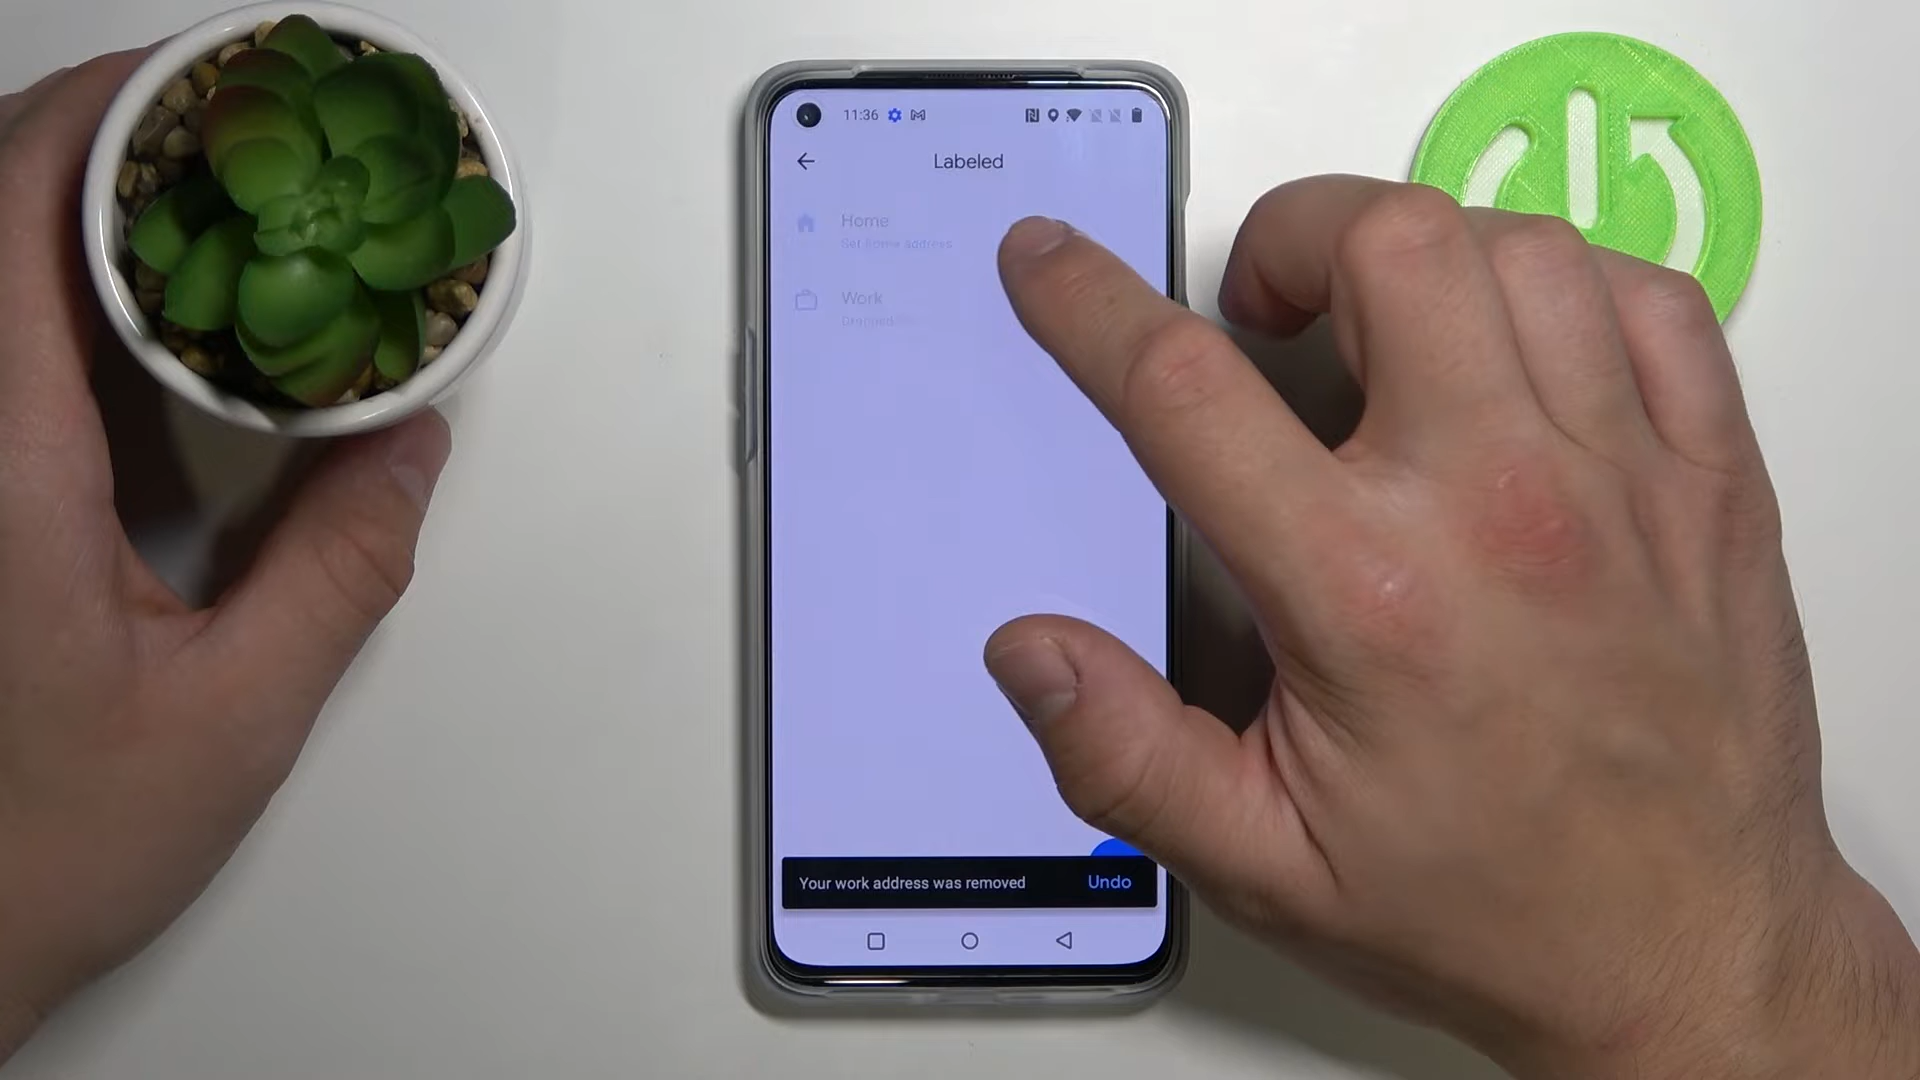 11:36
Labeled
Home
Set home address
Work
Your work address was removed
Undo